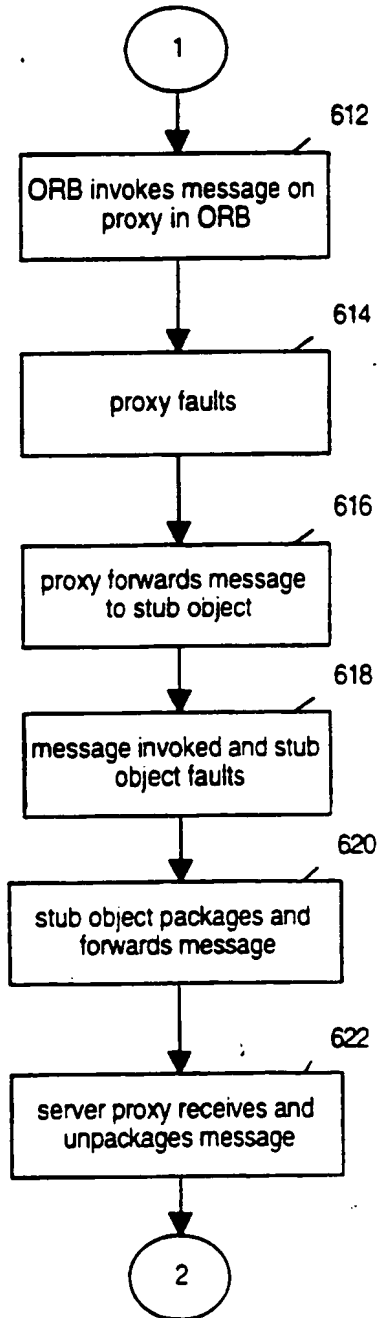 1
612
ORB invokes message on
proxy in ORB
614
proxy faults
616
proxy forwards message
to stub object
618
message invoked and stub
object faults
620
stub object packages and
forwards message
622
server proxy receives and
unpackages message
2